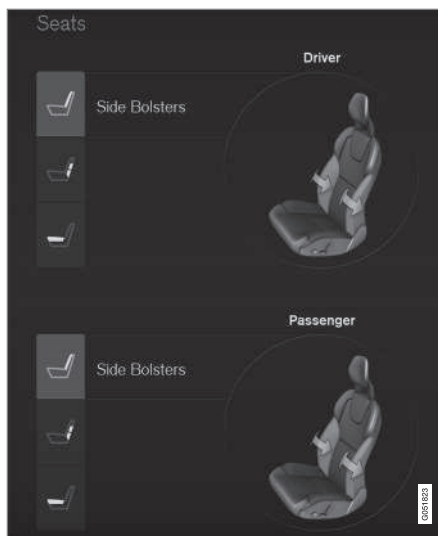 Seats
Driver
Side Bolsters
Passenger
Side Bolsters
G051823